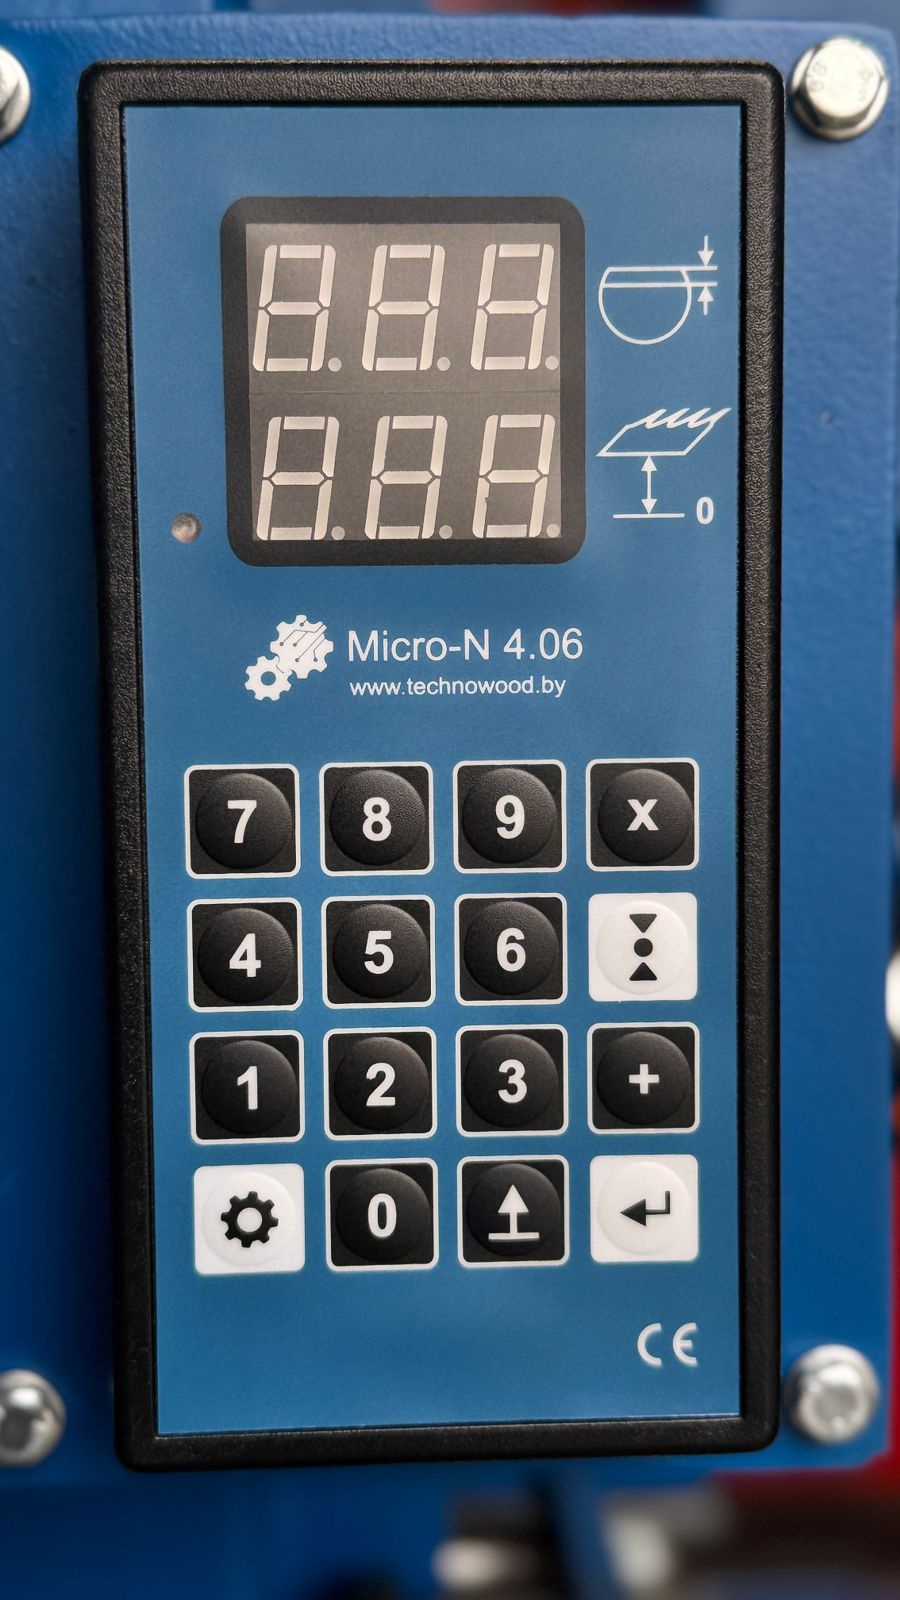 0
Micro-N 4.06
www.technowood.by
7 8 9 x
4 5 6
1 2 3 +
0
CE